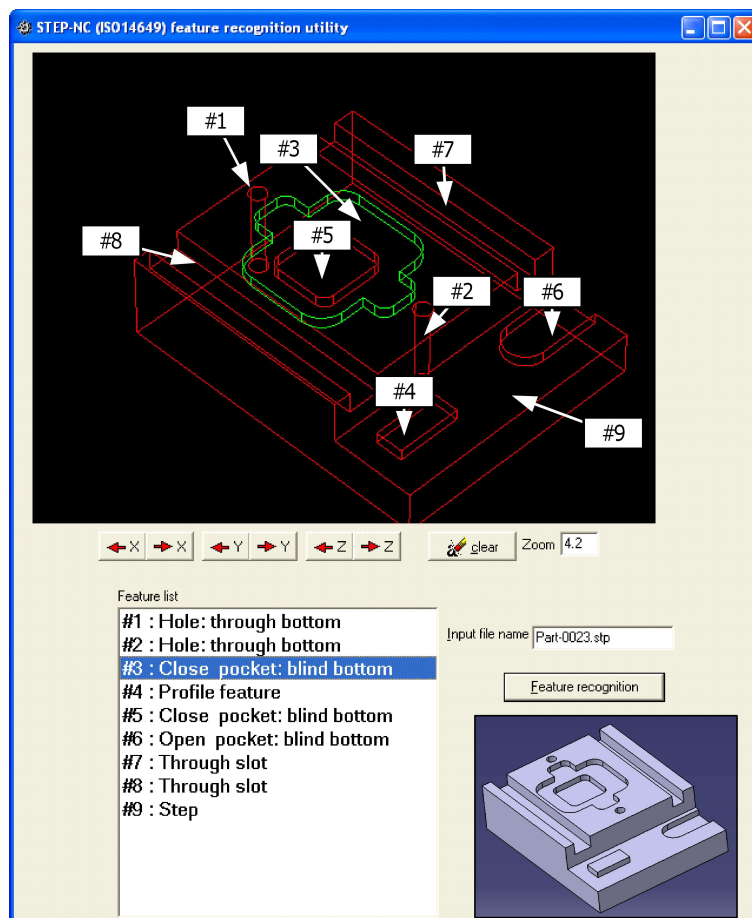 STEP-NC (ISO14649) feature recognition utility
#1
#3
#7
#5
#8
#2
#6
#4
#9
X X Y Y Z Z clear Zoom 4.2
Feature list
#1 : Hole: through bottom
#2 : Hole: through bottom
#3 : Close pocket: blind bottom
#4 : Profile feature
#5 : Close pocket: blind bottom
#6 : Open pocket: blind bottom
#7 : Through slot
#8 : Through slot
#9 : Step
Input file name Part-0023.stp
Feature recognition